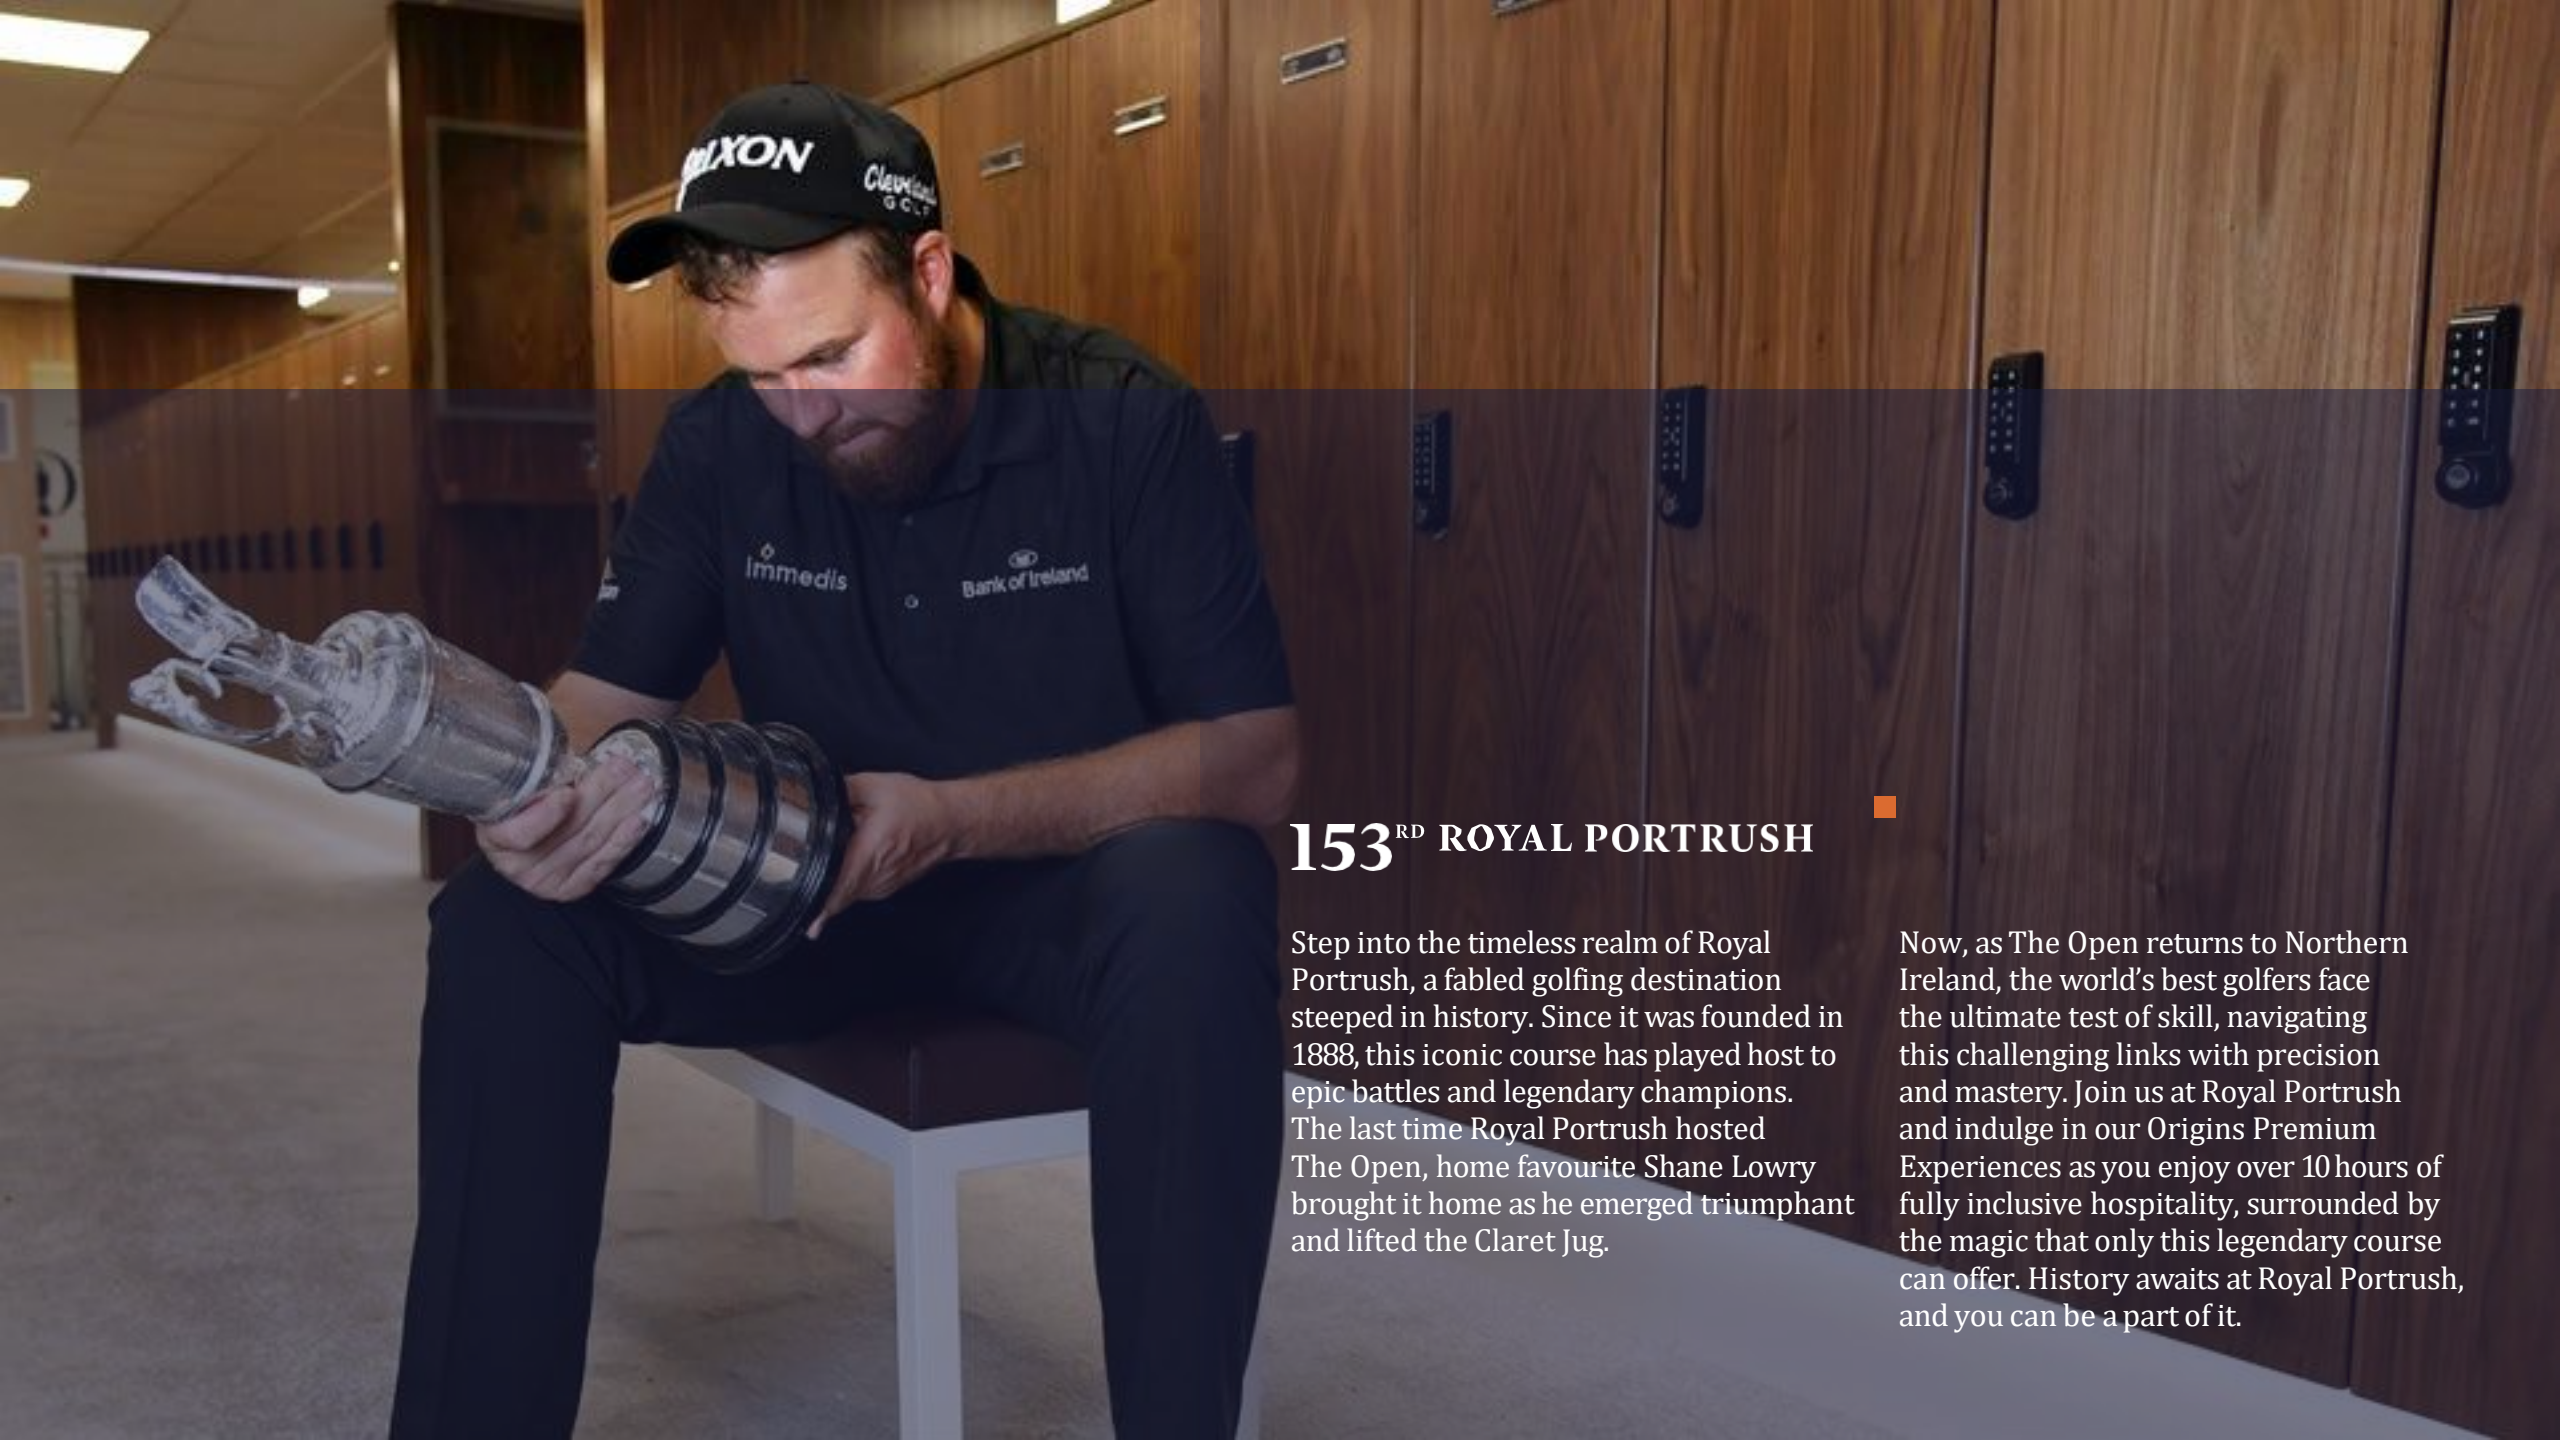 Cleveland
GOLF
immedis
Bank of Ireland
153RD ROYAL PORTRUSH
Step into the timeless realm of Royal
Portrush, a fabled golfing destination
steeped in history. Since it was founded in
1888, this iconic course has played host to
epic battles and legendary champions.
The last time Royal Portrush hosted
The Open, home favourite Shane Lowry
brought it home as he emerged triumphant
and lifted the Claret Jug.
Now, as The Open returns to Northern
Ireland, the world’s best golfers face
the ultimate test of skill, navigating
this challenging links with precision
and mastery. Join us at Royal Portrush
and indulge in our Origins Premium
Experiences as you enjoy over 10 hours of
fully inclusive hospitality, surrounded by
the magic that only this legendary course
can offer. History awaits at Royal Portrush,
and you can be a part of it.